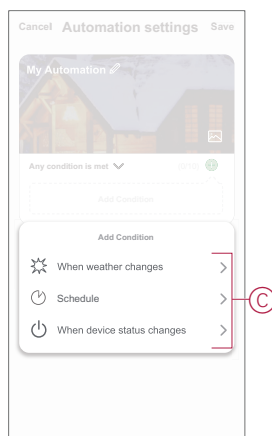 Cancel Automation settings Save
My Automation
Any condition is met
Add Condition
Add Condition
When weather changes
Schedule
When device status changes
C